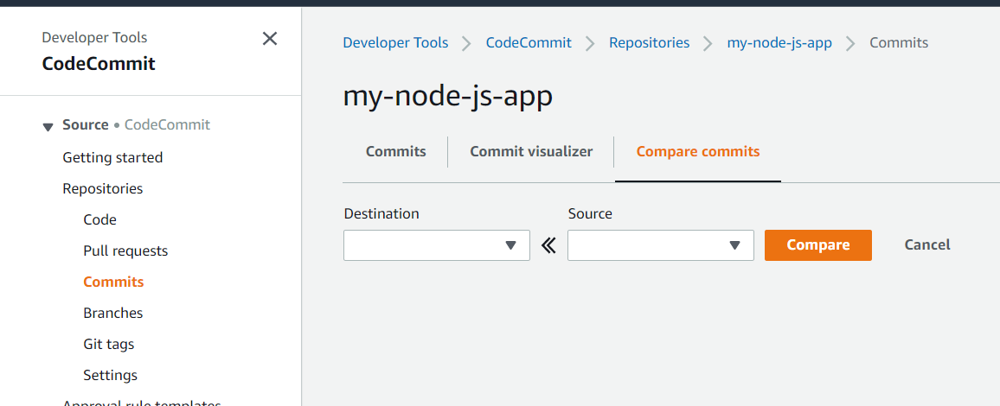 Developer Tools
CodeCommit
Source • CodeCommit
Getting started
Repositories
Code
Pull requests
Commits
Branches
Git tags
Settings
Approval rule templates
Developer Tools > CodeCommit > Repositories > my-node-js-app > Commits
my-node-js-app
Commits Commit visualizer Compare commits
Destination Source
Compare Cancel